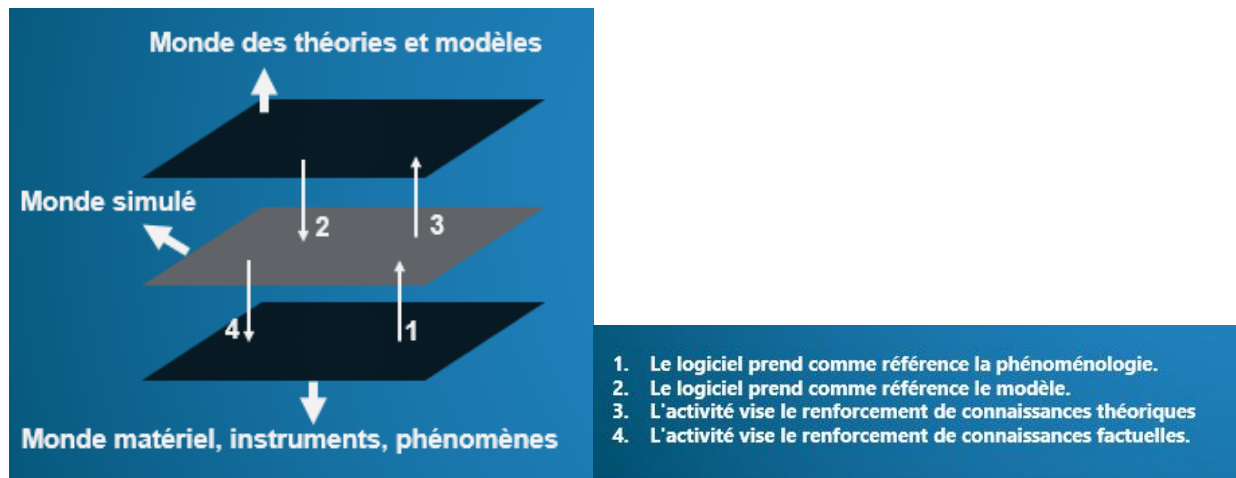 Monde des théories et modèles
Monde simulé
2
3
4
1
Monde matériel, instruments, phénomènes
1. Le logiciel prend comme référence la phénoménologie.
2. Le logiciel prend comme référence le modèle.
3. L'activité vise le renforcement de connaissances théoriques
4. L'activité vise le renforcement de connaissances factuelles.